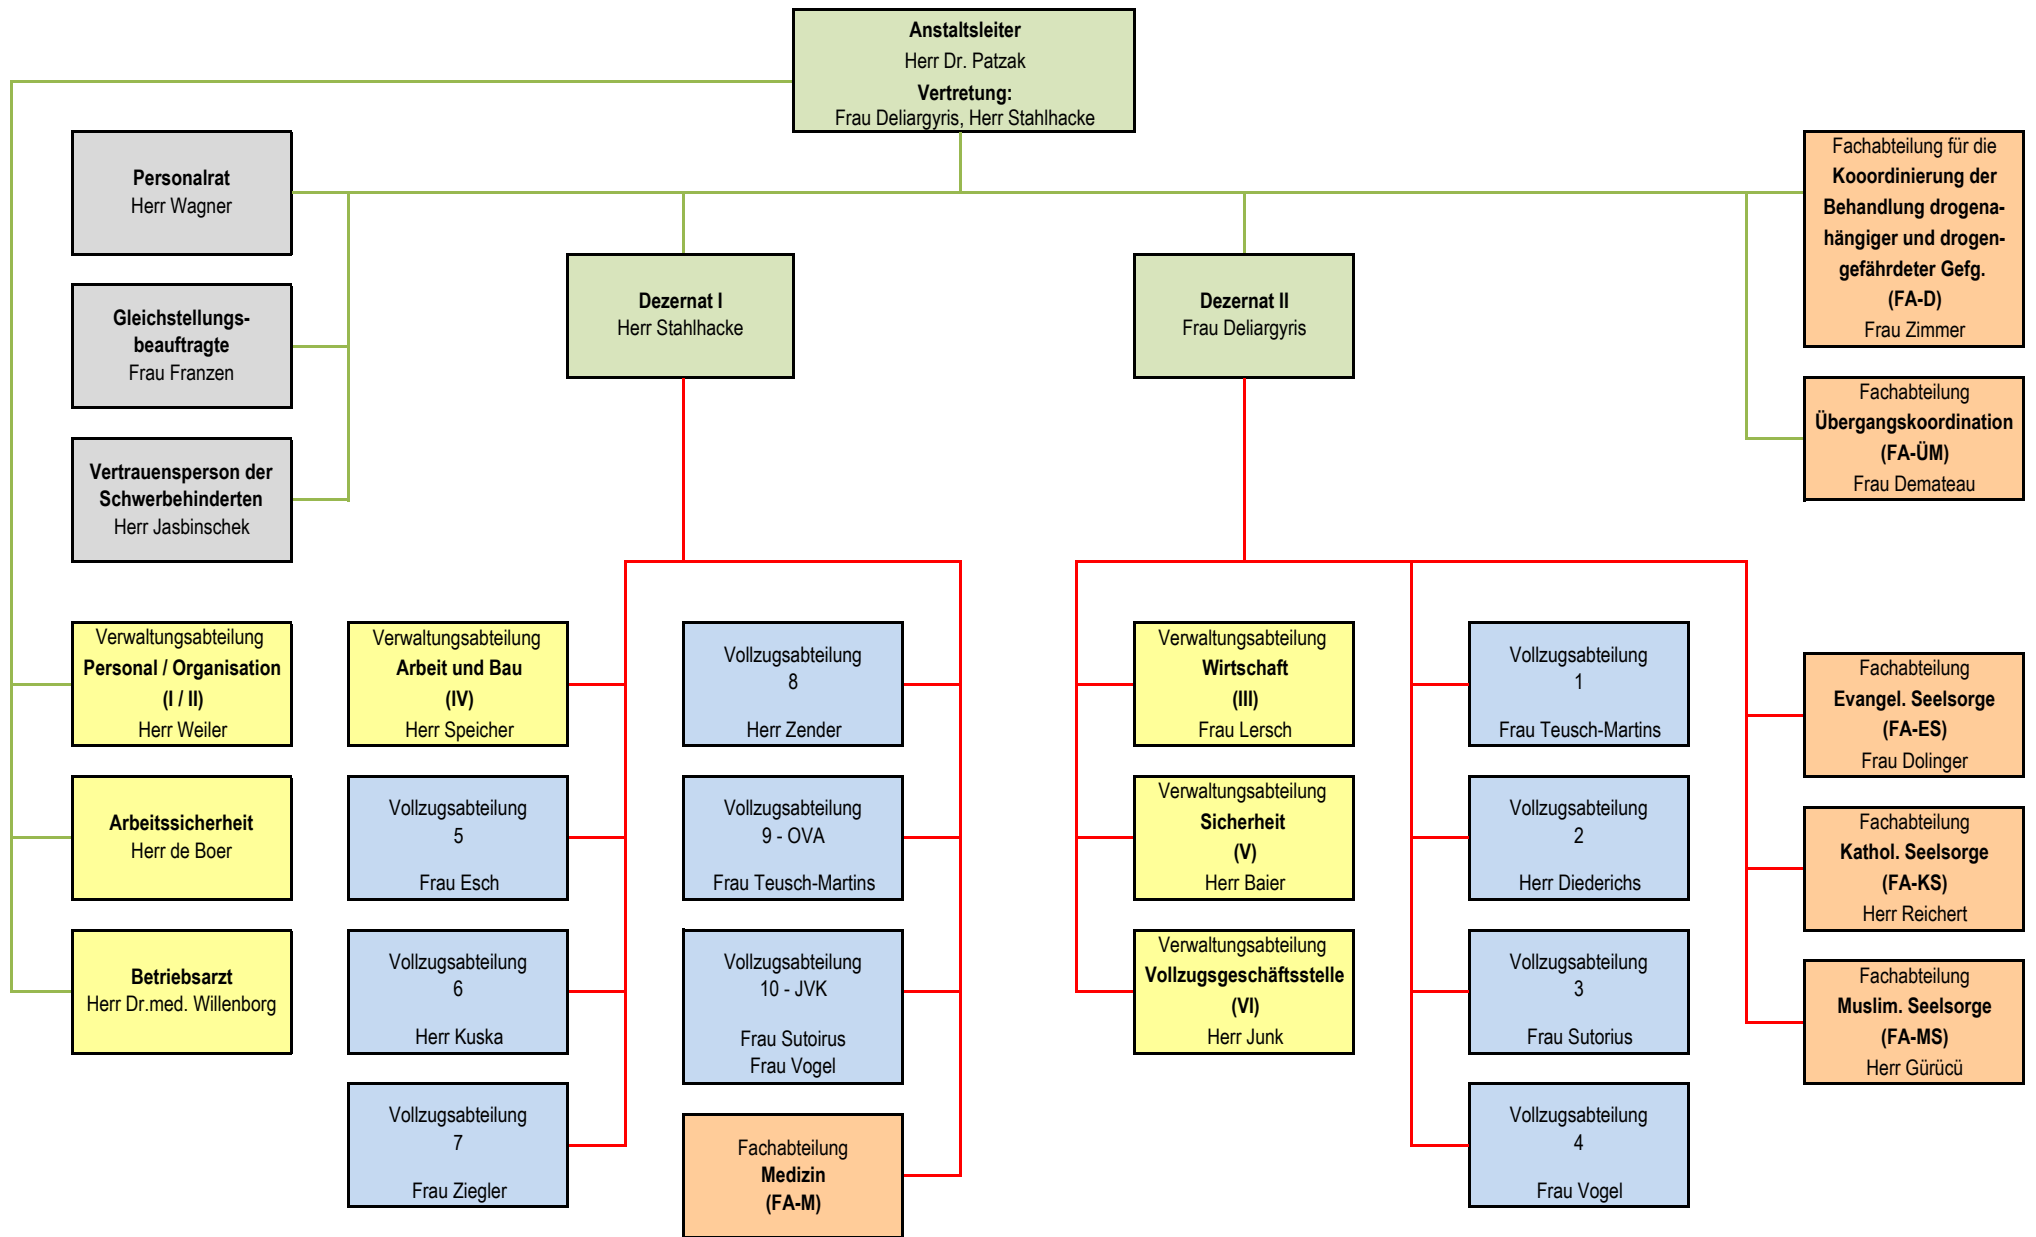 Anstaltsleiter
Herr Dr. Patzak
Vertretung:
Frau Deliargyris, Herr Stahlhacke
Personalrat
Herr Wagner
Gleichstellungs-
beauftragte
Frau Franzen
Vertrauensperson der
Schwerbehinderten
Herr Jasbinschek
Dezernat I
Herr Stahlhacke
Dezernat II
Frau Deliargyris
Fachabteilung für die
Kooordinierung der
Behandlung drogena-
hängiger und drogen-
gefährdeter Gefg.
(FA-D)
Frau Zimmer
Fachabteilung
Übergangskoordination
(FA-ÜM)
Frau Demateau
Verwaltungsabteilung
Personal / Organisation
(I / II)
Herr Weiler
Arbeitssicherheit
Herr de Boer
Betriebsarzt
Herr Dr.med. Willenborg
Verwaltungsabteilung
Arbeit und Bau
(IV)
Herr Speicher
Vollzugsabteilung
5
Frau Esch
Vollzugsabteilung
6
Herr Kuska
Vollzugsabteilung
7
Frau Ziegler
Vollzugsabteilung
8
Herr Zender
Vollzugsabteilung
9 - OVA
Frau Teusch-Martins
Vollzugsabteilung
10 - JVK
Frau Sutoirus
Frau Vogel
Fachabteilung
Medizin
(FA-M)
Verwaltungsabteilung
Wirtschaft
(III)
Frau Lersch
Verwaltungsabteilung
Sicherheit
(V)
Herr Baier
Verwaltungsabteilung
Vollzugsgeschäftsstelle
(VI)
Herr Junk
Vollzugsabteilung
1
Frau Teusch-Martins
Vollzugsabteilung
2
Herr Diederichs
Vollzugsabteilung
3
Frau Sutorius
Vollzugsabteilung
4
Frau Vogel
Fachabteilung
Evangel. Seelsorge
(FA-ES)
Frau Dolinger
Fachabteilung
Kathol. Seelsorge
(FA-KS)
Herr Reichert
Fachabteilung
Muslim. Seelsorge
(FA-MS)
Herr Gürücü